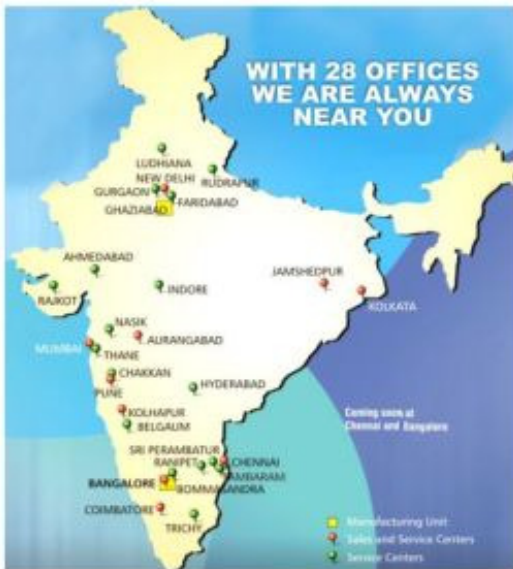 WITH 28 OFFICES
WE ARE ALWAYS
NEAR YOU
LUDHIANA
NEW DELHI
RUDRAPUR
GURGAON
FARIDABAD
GHAZIABAD
AHMEDABAD
JAMSHEDPUR
RAJKOT
INDORE
KOLKATA
NASIK
AURANGABAD
MUMBAI
THANE
CHAKKAN
PUNE
HYDERABAD
KOLHAPUR
BELGAUM
Coming soon at
Chennai and Bangalore
SRI PERAMBATUR
RANIPET
CHENNAI
TAMBARAM
BANGALORE
BOMMASANDRA
COIMBATORE
TRICHY
Manufacturing Unit
Sales and Service Centers
Service Centers